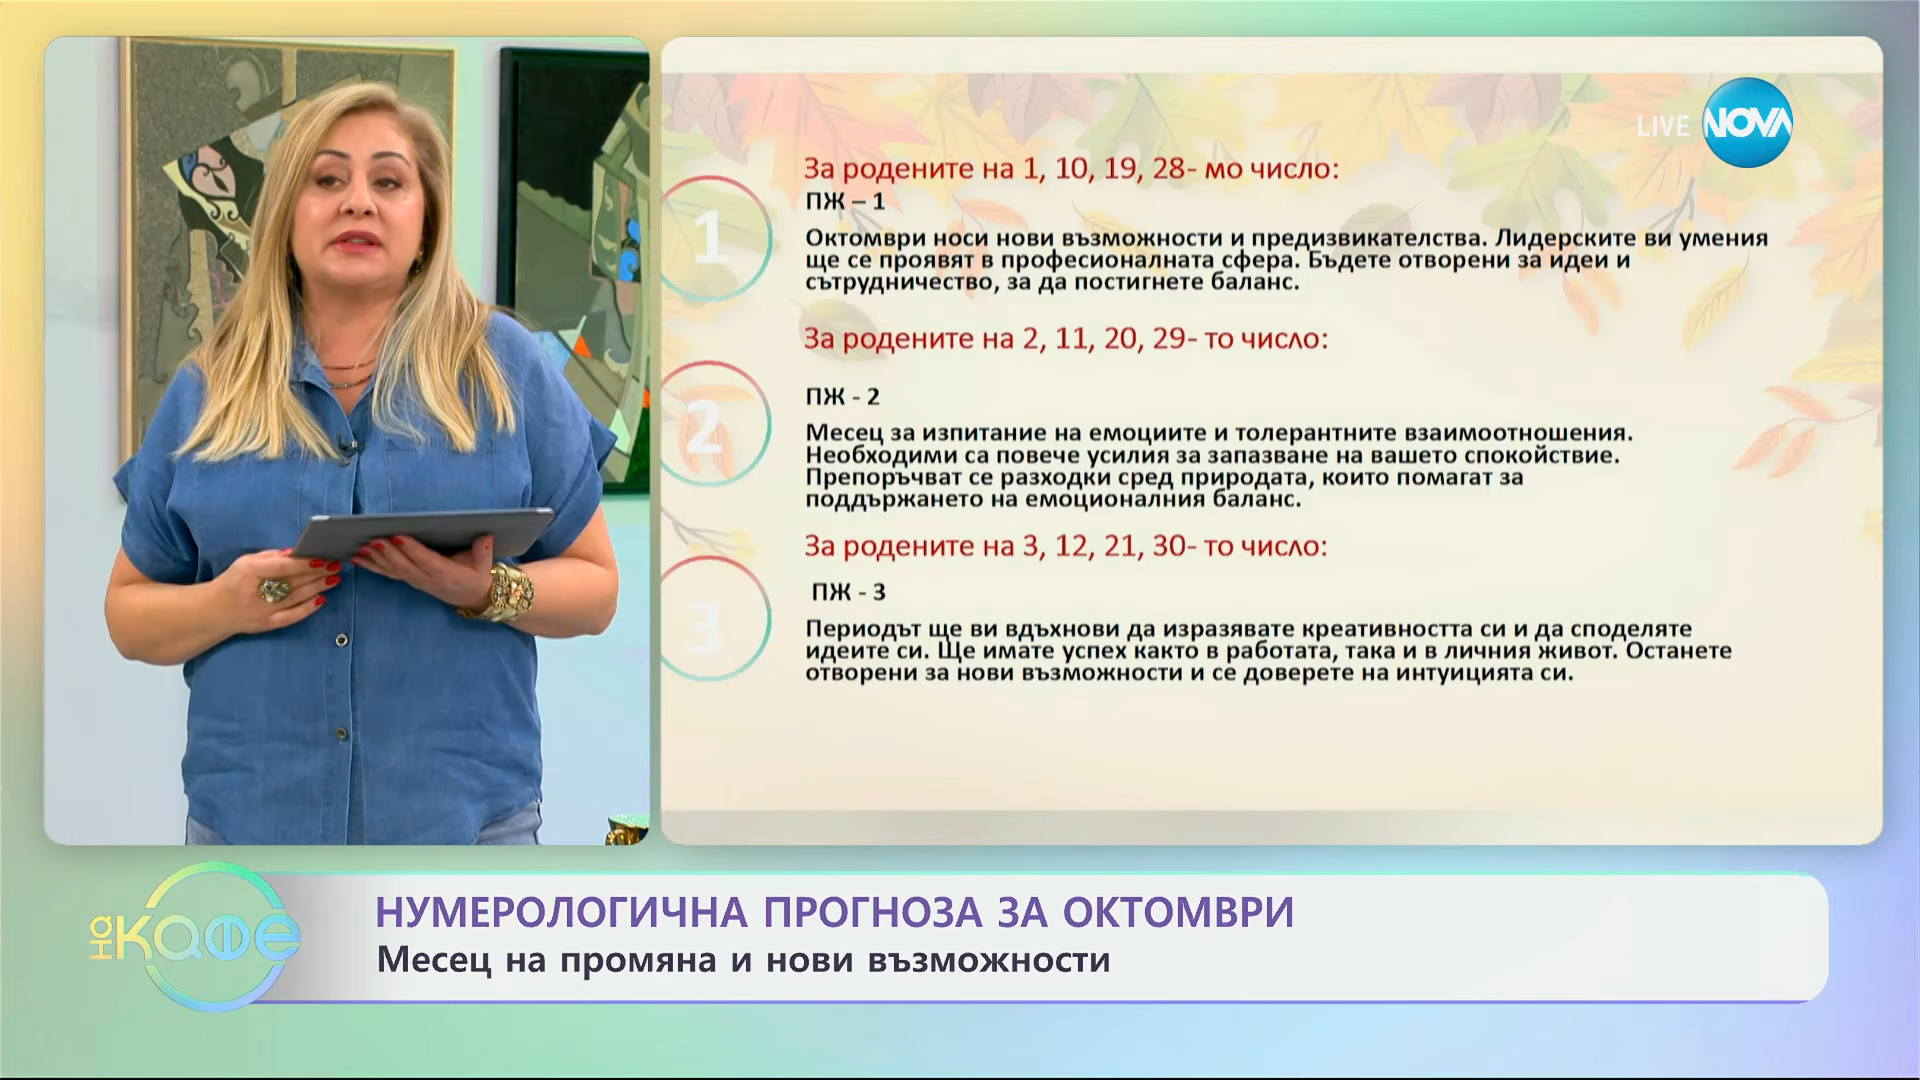 LIVE NOVA
За родените на 1, 10, 19, 28- мо число:
1
ПЖ – 1
Октомври носи нови възможности и предизвикателства. Лидерските ви умения
ще се проявят в професионалната сфера. Бъдете отворени за идеи и
сътрудничество, за да постигнете баланс.
За родените на 2, 11, 20, 29- то число:
2
ПЖ - 2
Месец за изпитание на емоциите и толерантните взаимоотношения.
Необходими са повече усилия за запазване на вашето спокойствие.
Препоръчват се разходки сред природата, които помагат за
поддържането на емоционалния баланс.
За родените на 3, 12, 21, 30- то число:
3
ПЖ - 3
Периодът ще ви вдъхнови да изразявате креативността си и да споделяте
идеите си. Ще имате успех както в работата, така и в личния живот. Останете
отворени за нови възможности и се доверете на интуицията си.
на кафе
НУМЕРОЛОГИЧНА ПРОГНОЗА ЗА ОКТОМВРИ
Месец на промяна и нови възможности